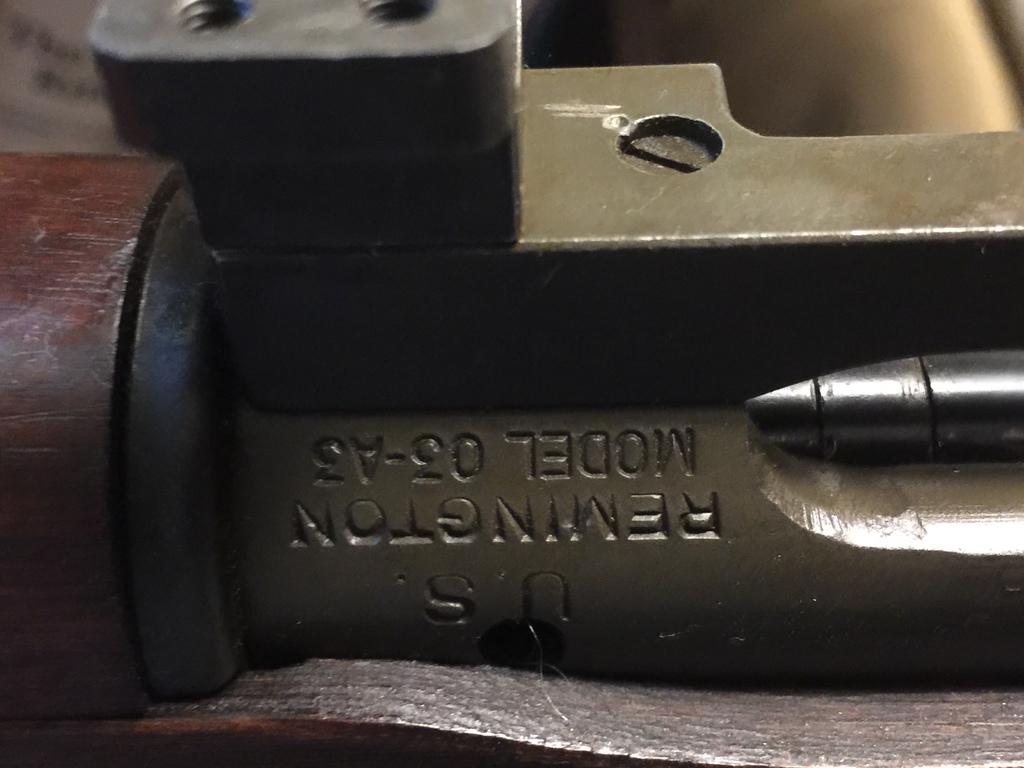 U.S.
REMINGTON
MODEL 03-A3